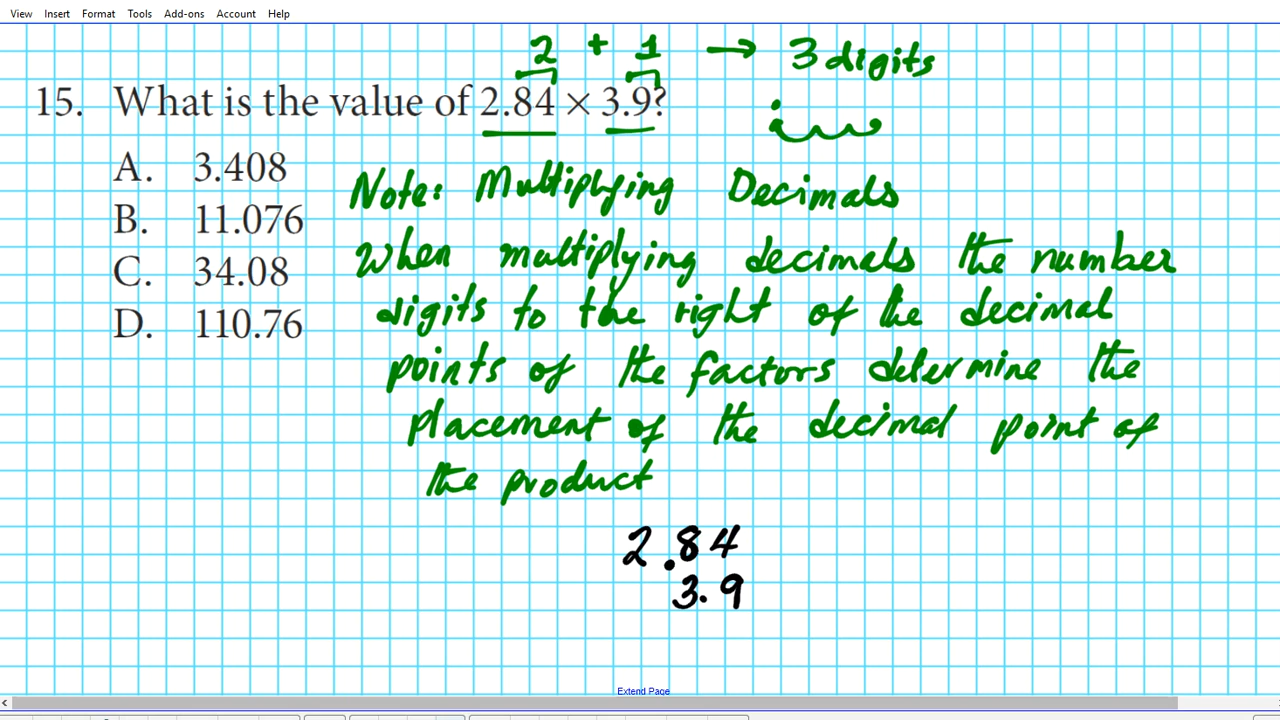 View Insert Format Tools Add-ons Account Help
2 + 1 → 3 digits
15. What is the value of 2.84 × 3.9?
A. 3.408
B. 11.076
C. 34.08
D. 110.76
Note: Multiplying Decimals
When multiplying decimals the number
digits to the right of the decimal
points of the factors determine the
placement of the decimal point of
the product
2.84
3.9
Extend Page